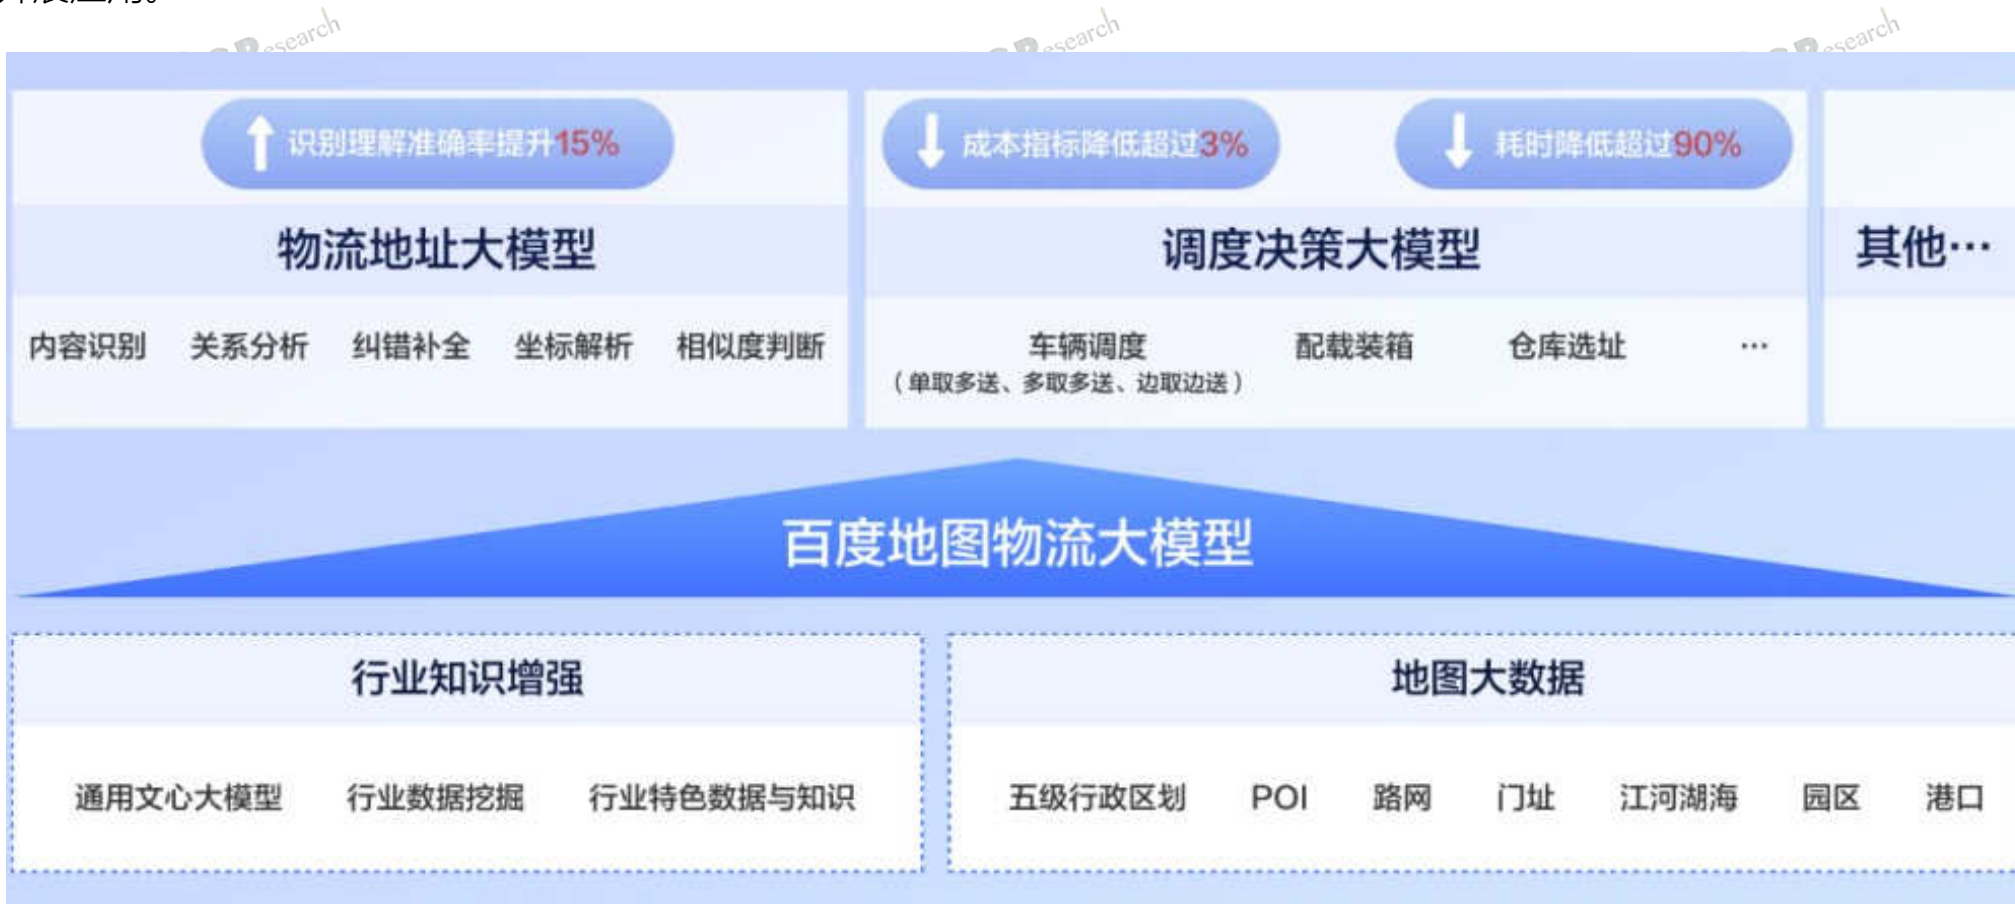 开展应用。
Research Research Research
识别理解准确率提升15%
成本指标降低超过3%
耗时降低超过90%
物流地址大模型
调度决策大模型
其他…
内容识别 关系分析 纠错补全 坐标解析 相似度判断
车辆调度 配载装箱 仓库选址 …
（单取多送、多取多送、边取边送）
百度地图物流大模型
行业知识增强
地图大数据
通用文心大模型 行业数据挖掘 行业特色数据与知识
五级行政区划 POI 路网 门址 江河湖海 园区 港口